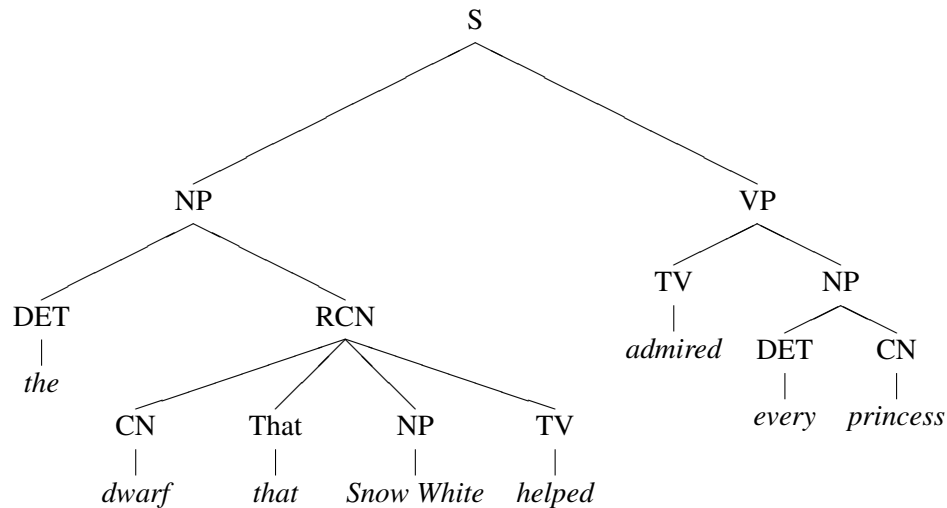 S
NP VP
TV NP
DET RCN
admired DET CN
the
CN That NP TV every princess
dwarf that Snow White helped